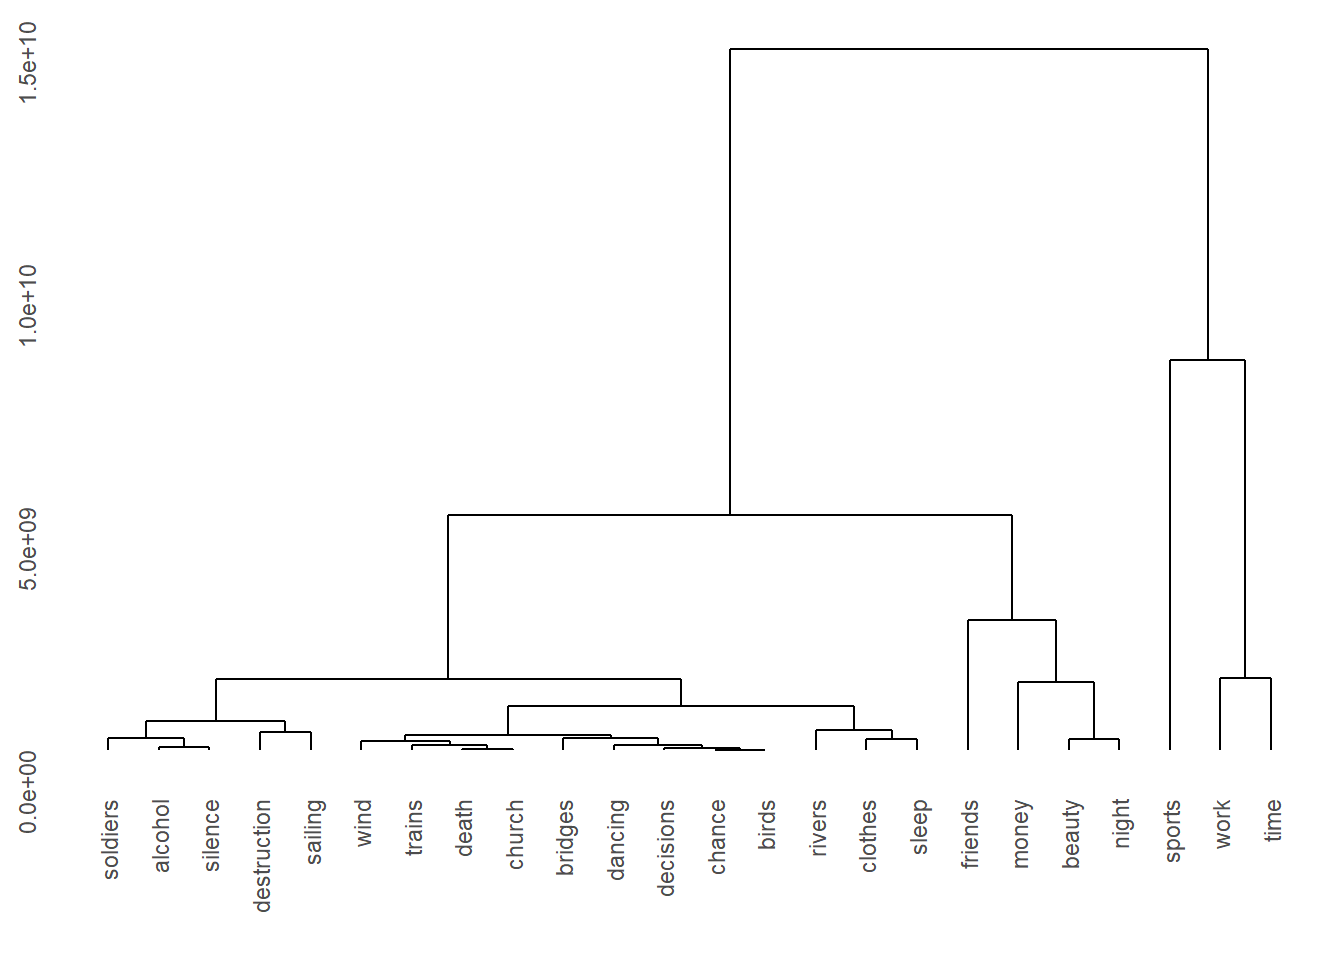 1.5e+10
1.0e+10
5.0e+09
0.0e+00
soldiers
alcohol
silence
destruction
sailing
wind
trains
death
church
bridges
dancing
decisions
chance
birds
rivers
clothes
sleep
friends
money
beauty
night
sports
work
time